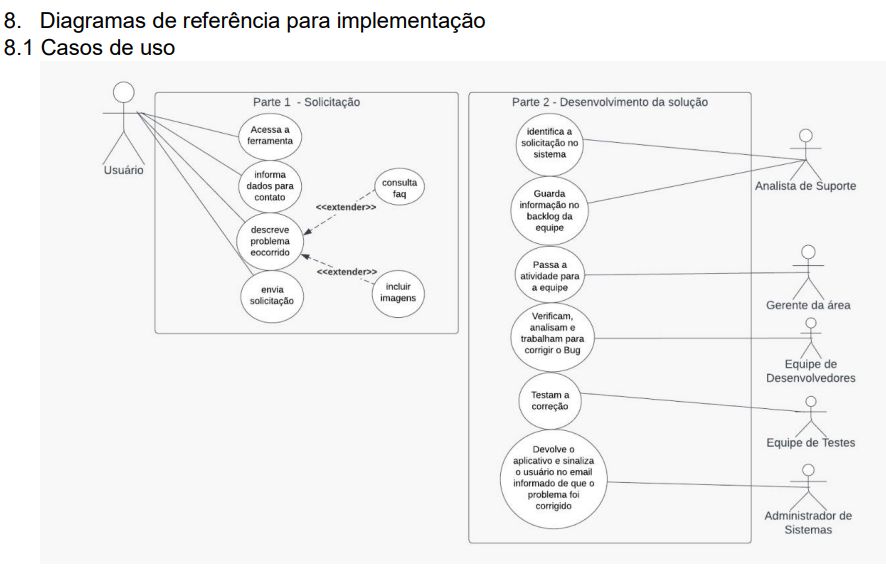 8. Diagramas de referência para implementação
8.1 Casos de uso
Parte 1 - Solicitação
Usuário
Acessa a
ferramenta
informa
dados para
contato
consulta
faq
<<extender>>
descreve
problema
eocorrido
<<extender>>
incluir
imagens
envia
solicitação
Parte 2 - Desenvolvimento da solução
identifica a
solicitação no
sistema
Analista de Suporte
Guarda
informação no
backlog da
equipe
Passa a
atividade para
a equipe
Gerente da área
Verificam,
analisam e
trabalham para
corrigir o Bug
Equipe de
Desenvolvedores
Testam a
correção
Equipe de Testes
Devolve o
aplicativo e sinaliza
o usuário no email
informado de que o
problema foi
corrigido
Administrador de
Sistemas